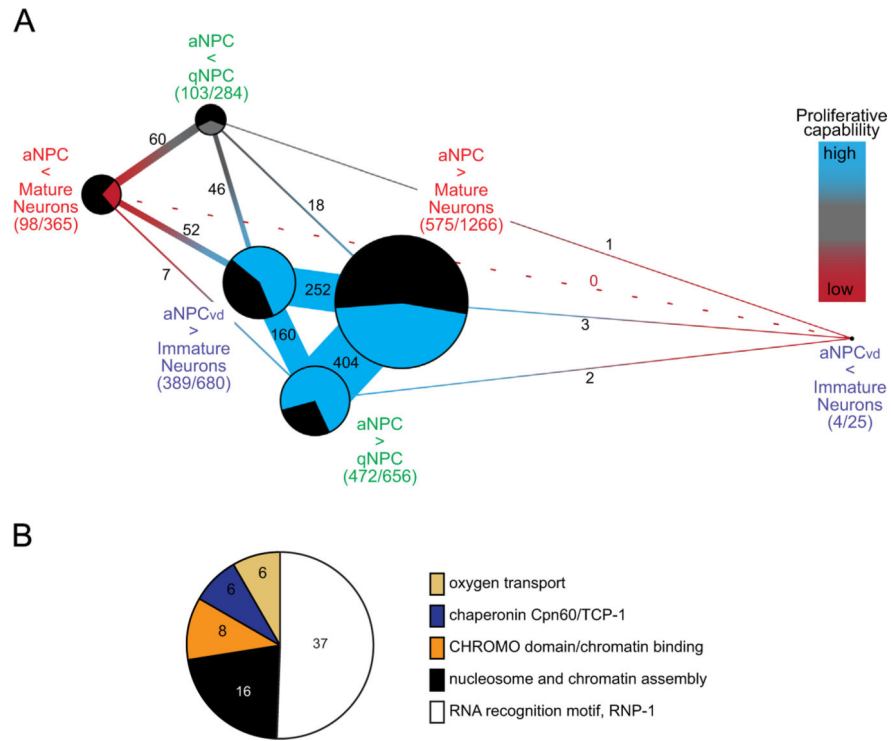 A
aNPC
<
qNPC
(103/284)
60
aNPC
<
Mature
Neurons
(98/365)
46
18
aNPC
>
Mature
Neurons
(575/1266)
Proliferative
capablility
high
low
52
7
1
0
252
3
160
404
2
aNPCvd
>
Immature
Neurons
(389/680)
aNPC
>
qNPC
(472/656)
aNPCvd
<
Immature
Neurons
(4/25)
B
6
6
8
16
37
oxygen transport
chaperonin Cpn60/TCP-1
CHROMO domain/chromatin binding
nucleosome and chromatin assembly
RNA recognition motif, RNP-1